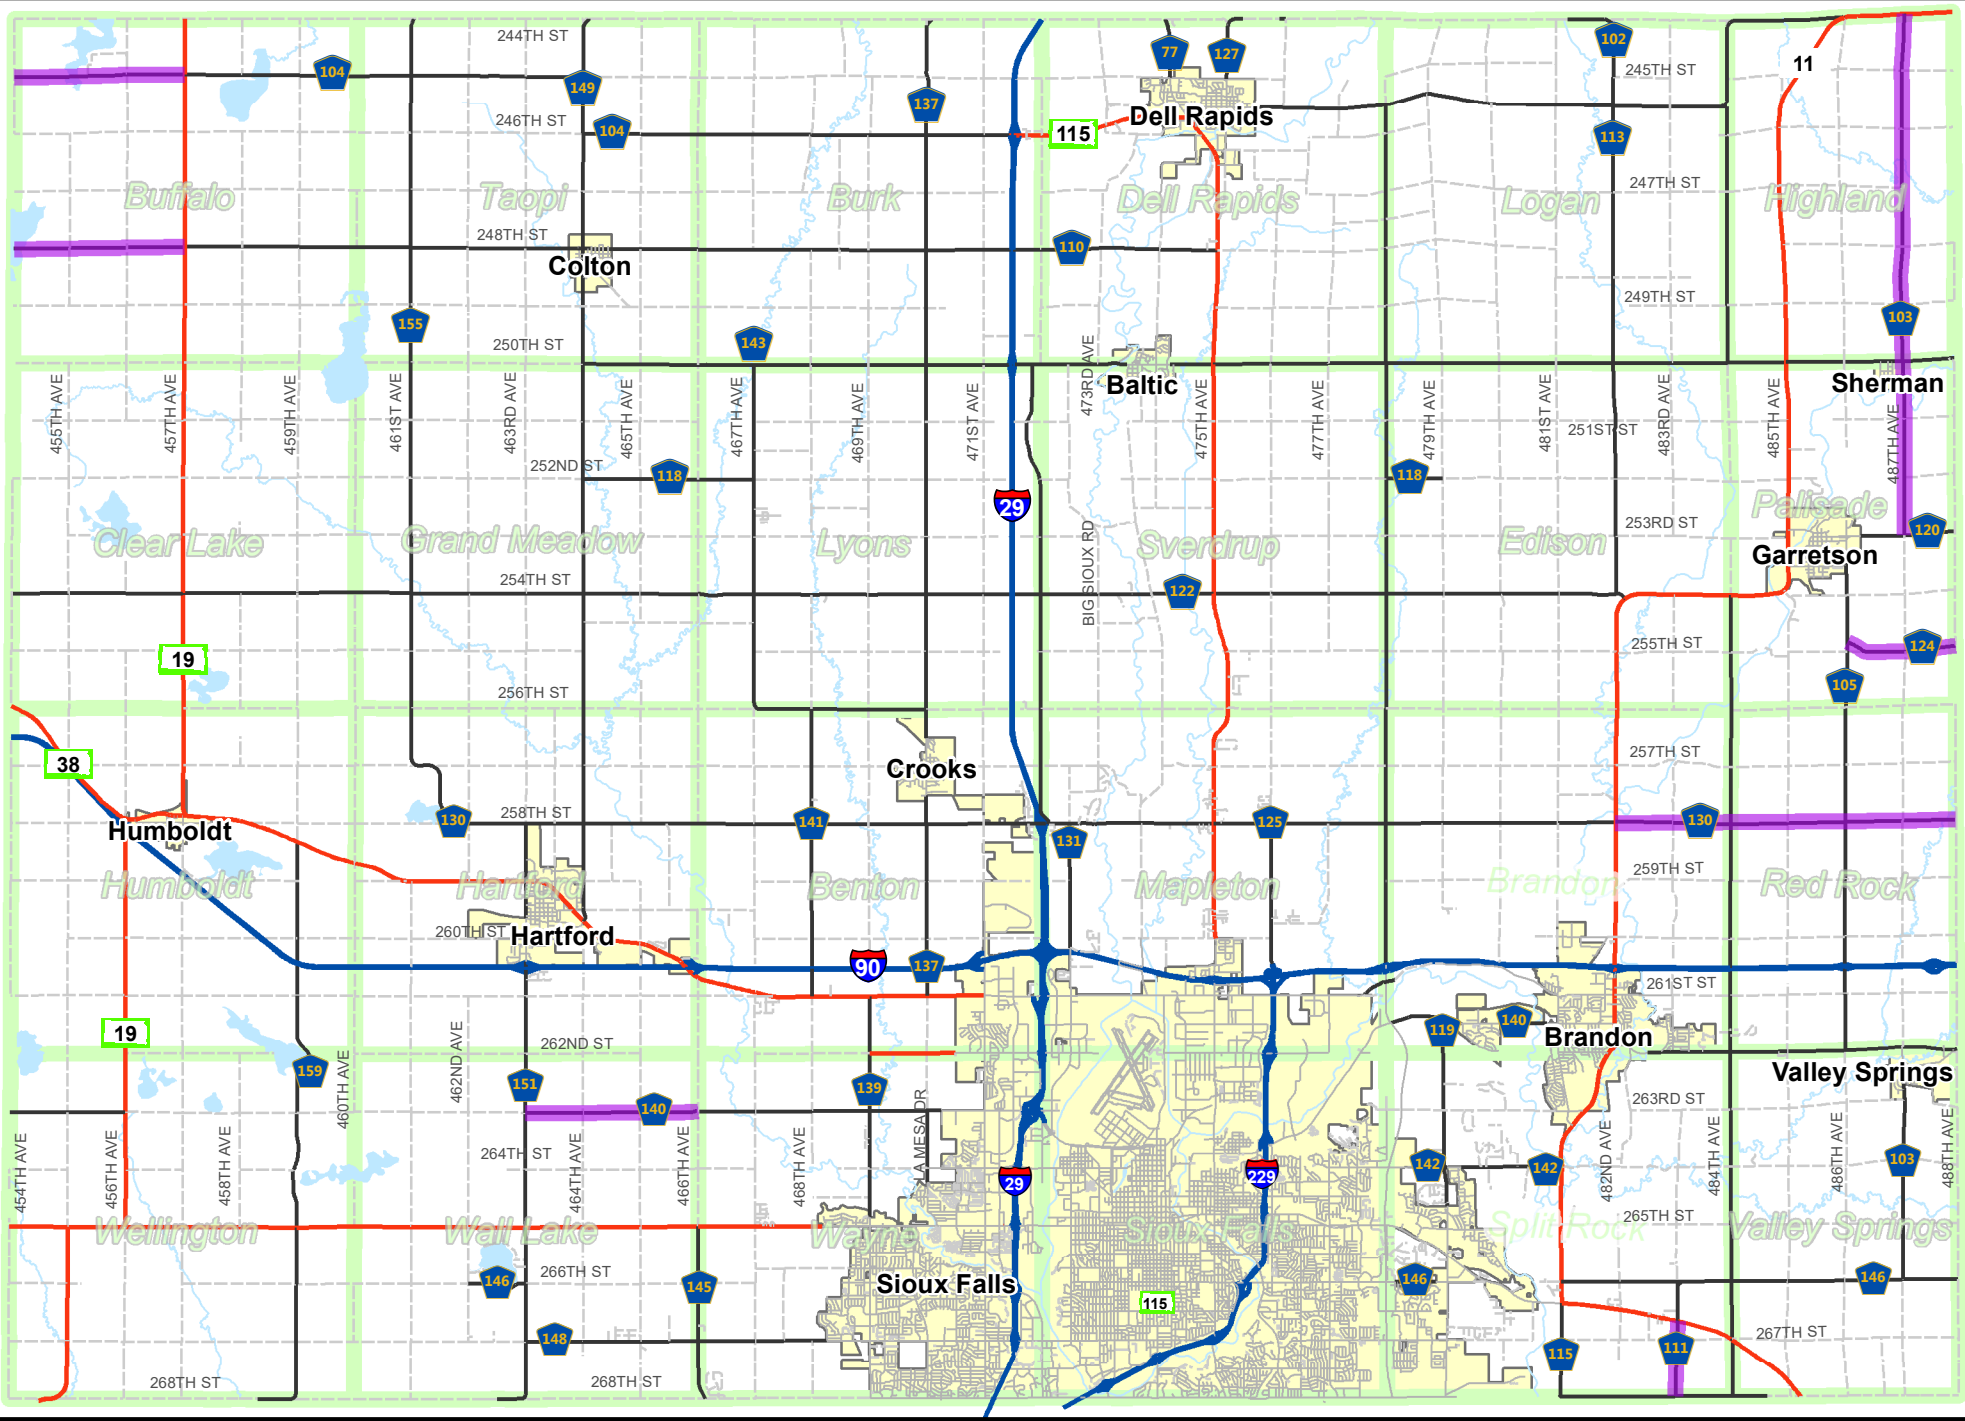 244TH ST
102
77
127
11
245TH ST
104
149
137
246TH ST
104
115
Dell Rapids
113
247TH ST
Buffalo
Taopi
Burk
Dell Rapids
Logan
Highland
248TH ST
110
Colton
249TH ST
155
143
103
250TH ST
473RD AVE
Baltic
Sherman
455TH AVE
457TH AVE
459TH AVE
461ST AVE
463RD AVE
465TH AVE
467TH AVE
469TH AVE
471ST AVE
475TH AVE
477TH AVE
479TH AVE
481ST AVE
483RD AVE
485TH AVE
487TH AVE
251ST ST
252ND ST
118
118
29
Palisade
253RD ST
120
Clear Lake
Grand Meadow
Lyons
BIG SIOUX RD
Sverdrup
Edison
Garretson
254TH ST
122
19
255TH ST
124
256TH ST
105
38
257TH ST
Crooks
130
258TH ST
141
131
125
130
Humboldt
259TH ST
Humboldt
Hartford
Benton
Mapleton
Brandon
Red Rock
260TH ST
Hartford
90
137
261ST ST
19
119
140
Brandon
262ND ST
159
460TH AVE
462ND AVE
151
140
139
LA MESA DR
Valley Springs
263RD ST
454TH AVE
456TH AVE
458TH AVE
264TH ST
464TH AVE
466TH AVE
468TH AVE
29
229
142
142
482ND AVE
484TH AVE
486TH AVE
103
488TH AVE
Wellington
Wall Lake
Wayne
Sioux Falls
Split Rock
265TH ST
Valley Springs
146
266TH ST
145
Sioux Falls
115
146
146
148
267TH ST
115
111
268TH ST
268TH ST